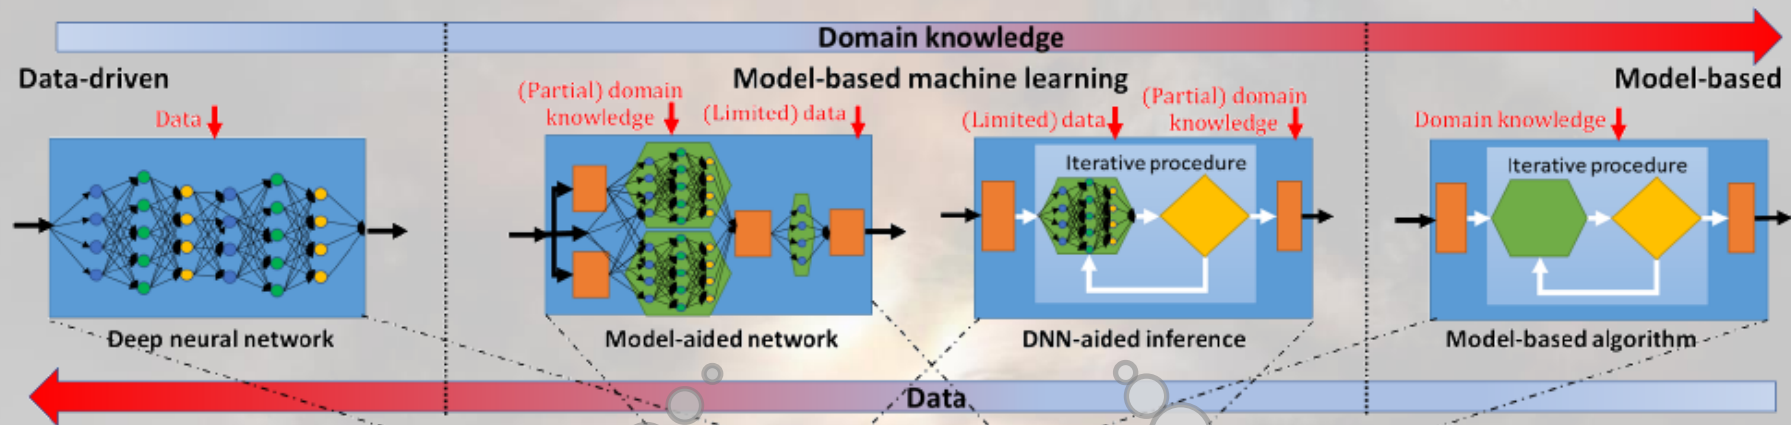 Domain knowledge
Data-driven
Model-based machine learning
Model-based
Data
(Partial) domain
knowledge
(Limited) data
(Limited) data
(Partial) domain
knowledge
Domain knowledge
Iterative procedure
Iterative procedure
Deep neural network
Model-aided network
DNN-aided inference
Model-based algorithm
Data